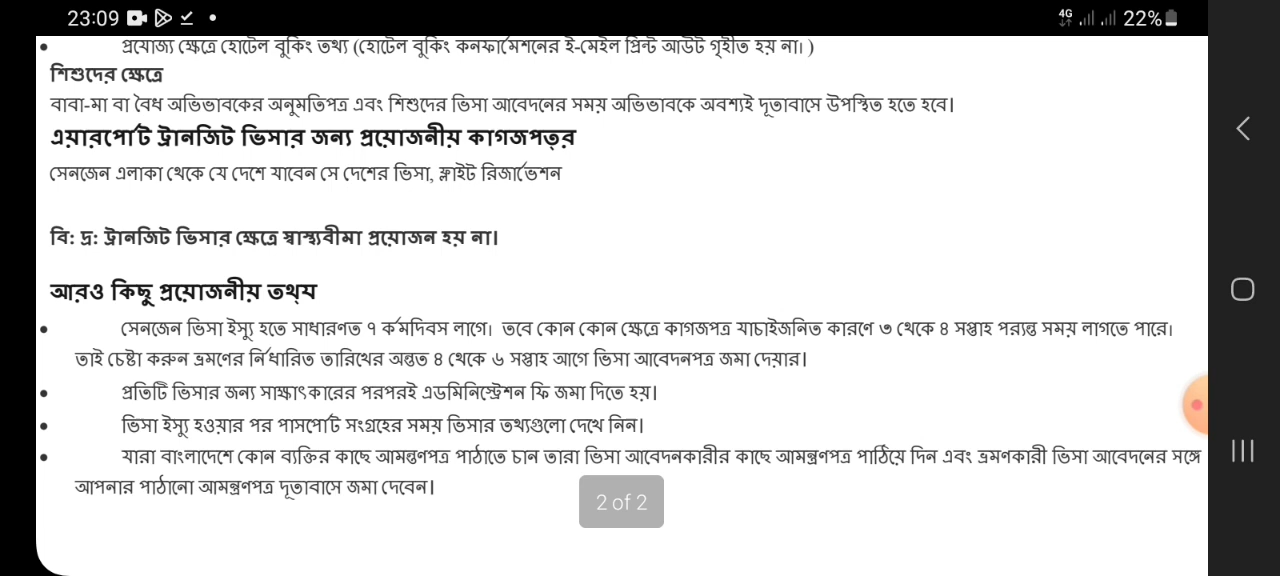 23:09
4G 22%
প্রযোজ্য ক্ষেত্রে হোটেল বুকিং তথ্য (হোটেল বুকিং কনফার্মেশনের ই-মেইল প্রিন্ট আউট গৃহীত হয় না। )
শিশুদের ক্ষেত্রে
বাবা-মা বা বৈধ অভিভাবকের অনুমতিপত্র এবং শিশুদের ভিসা আবেদনের সময় অভিভাবকে অবশ্যই দূতাবাসে উপস্থিত হতে হবে।
এয়ারপোর্ট ট্রানজিট ভিসার জন্য প্রয়োজনীয় কাগজপত্র
সেনজেন এলাকা থেকে যে দেশে যাবেন সে দেশের ভিসা, ফ্লাইট রিজার্ভেশন
বি: দ্র: ট্রানজিট ভিসার ক্ষেত্রে স্বাস্থ্যবীমা প্রয়োজন হয় না।
আরও কিছু প্রয়োজনীয় তথ্য
• সেনজেন ভিসা ইস্যু হতে সাধারণত ৭ কর্মদিবস লাগে। তবে কোন কোন ক্ষেত্রে কাগজপত্র যাচাইজনিত কারণে ৩ থেকে ৪ সপ্তাহ পর্যন্ত সময় লাগতে পারে।
তাই চেষ্টা করুন ভ্রমণের নির্ধারিত তারিখের অন্তত ৪ থেকে ৬ সপ্তাহ আগে ভিসা আবেদনপত্র জমা দেয়ার।
• প্রতিটি ভিসার জন্য সাক্ষাৎকারের পরপরই এডমিনিস্ট্রেশন ফি জমা দিতে হয়।
• ভিসা ইস্যু হওয়ার পর পাসপোর্ট সংগ্রহের সময় ভিসার তথ্যগুলো দেখে নিন।
• যারা বাংলাদেশে কোন ব্যক্তির কাছে আমন্তণপত্র পাঠাতে চান তারা ভিসা আবেদনকারীর কাছে আমন্ত্রণপত্র পাঠিয়ে দিন এবং ভ্রমণকারী ভিসা আবেদনের সঙ্গে
আপনার পাঠানো আমন্ত্রণপত্র দূতাবাসে জমা দেবেন।
2 of 2